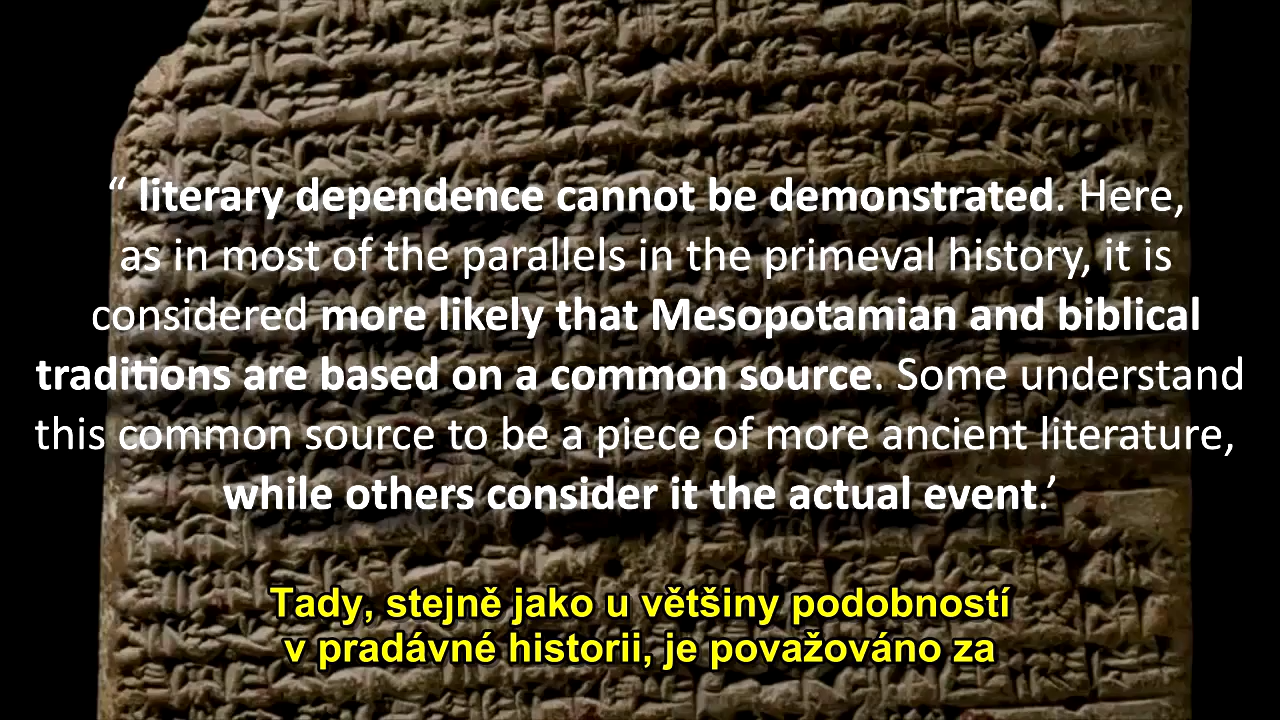 “ literary dependence cannot be demonstrated. Here,
as in most of the parallels in the primeval history, it is
considered more likely that Mesopotamian and biblical
traditions are based on a common source. Some understand
this common source to be a piece of more ancient literature,
while others consider it the actual event.’
Tady, stejně jako u většiny podobností
v pradávné historii, je považováno za